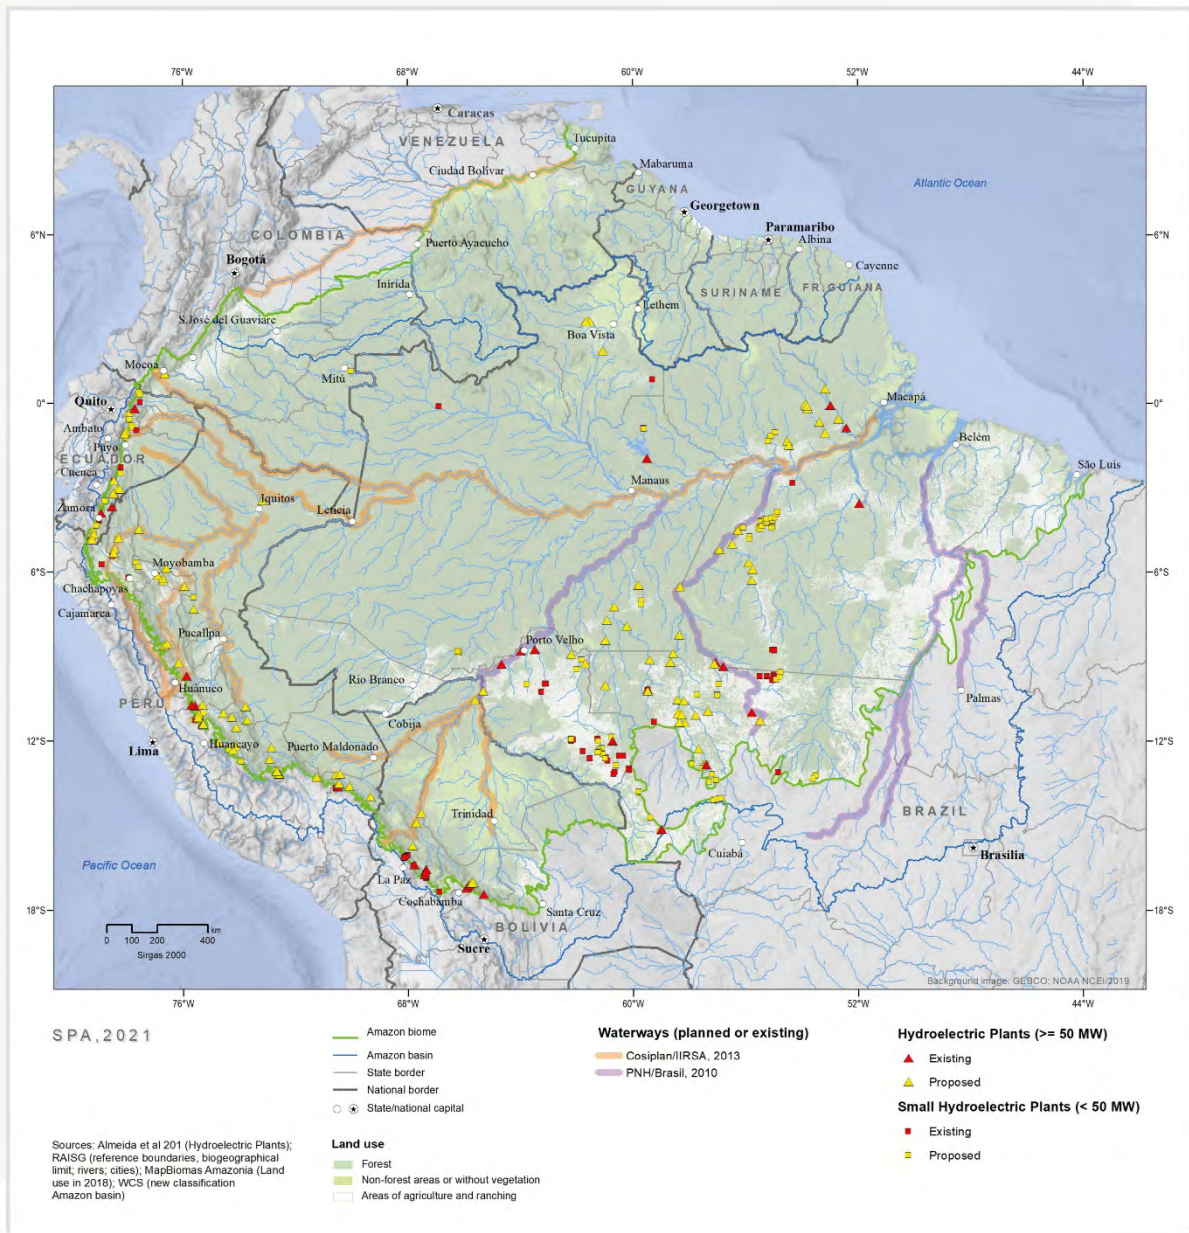 76°W
68°W
60°W
52°W
44°W
Caracas
VENEZUELA
Tucupita
Ciudad Bolívar
Mabaruma
GUYANA
Atlantic Ocean
Georgetown
Paramaribo
Albina
6°N
COLOMBIA
Puerto Ayacucho
6°N
Bogotá
Cayenne
Inirida
SURINAME
FR.GUIANA
Lethem
S.José del Guaviare
Boa Vista
Mocoa
Mitú
Quito
0°
Macapá
0°
Ambato
Puyo
Belém
ECUADOR
Cuenca
São Luis
Manaus
Zamora
Iquitos
Leticia
Moyobamba
6°S
6°S
Chachapoyas
Cajamarca
Pucallpa
Porto Velho
Rio Branco
Huánuco
Palmas
PERU
Cobija
Lima
Huancayo
Puerto Maldonado
12°S
12°S
Trinidad
BRAZIL
Cuiabá
Brasilia
Pacific Ocean
La Paz
Cochabamba
Santa Cruz
18°S
18°S
BOLIVIA
Sucre
km
0 100 200 400
Sirgas 2000
Background image: GEBCO; NOAA NCEI/2019
76°W
68°W
60°W
52°W
44°W
SPA,2021
Amazon biome
Amazon basin
State border
National border
State/national capital
Waterways (planned or existing)
Cosiplan/IIRSA, 2013
PNH/Brasil, 2010
Hydroelectric Plants (>= 50 MW)
Existing
Proposed
Small Hydroelectric Plants (< 50 MW)
Existing
Proposed
Sources: Almeida et al 201 (Hydroelectric Plants);
RAISG (reference boundaries, biogeographical
limit; rivers; cities); MapBiomas Amazonia (Land
use in 2018); WCS (new classification
Amazon basin)
Land use
Forest
Non-forest areas or without vegetation
Areas of agriculture and ranching